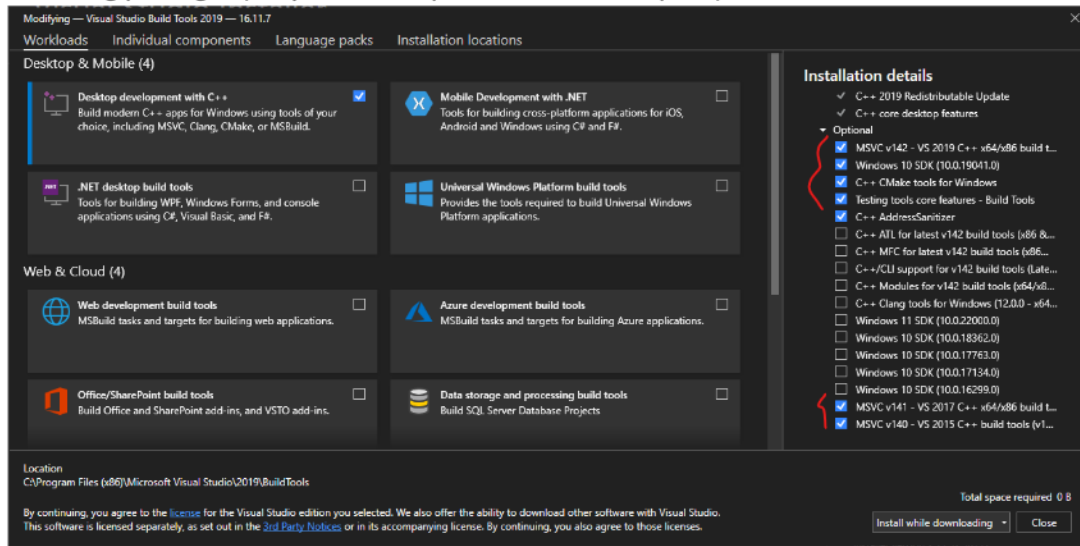 Modifying — Visual Studio Build Tools 2019 — 16.11.7
Workloads Individual components Language packs Installation locations
Desktop & Mobile (4)
Desktop development with C++
Build modern C++ apps for Windows using tools of your
choice, including MSVC, Clang, CMake, or MSBuild.
Mobile Development with .NET
Tools for building cross-platform applications for iOS,
Android and Windows using C# and F#.
.NET desktop build tools
Tools for building WPF, Windows Forms, and console
applications using C#, Visual Basic, and F#.
Universal Windows Platform build tools
Provides the tools required to build Universal Windows
Platform applications.
Web & Cloud (4)
Web development build tools
MSBuild tasks and targets for building web applications.
Azure development build tools
MSBuild tasks and targets for building Azure applications.
Office/SharePoint build tools
Build Office and SharePoint add-ins, and VSTO add-ins.
Data storage and processing build tools
Build SQL Server Database Projects
Installation details
C++ 2019 Redistributable Update
C++ core desktop features
Optional
MSVC v142 - VS 2019 C++ x64/x86 build t...
Windows 10 SDK (10.0.19041.0)
C++ CMake tools for Windows
Testing tools core features - Build Tools
C++ AddressSanitizer
C++ ATL for latest v142 build tools (x86 &...
C++ MFC for latest v142 build tools (x86...
C++/CLI support for v142 build tools (Late...
C++ Modules for v142 build tools (x64/x8...
C++ Clang tools for Windows (12.0.0 - x64...
Windows 11 SDK (10.0.22000.0)
Windows 10 SDK (10.0.18362.0)
Windows 10 SDK (10.0.17763.0)
Windows 10 SDK (10.0.17134.0)
Windows 10 SDK (10.0.16299.0)
MSVC v141 - VS 2017 C++ x64/x86 build t...
MSVC v140 - VS 2015 C++ build tools (v1...
Location
C:\Program Files (x86)\Microsoft Visual Studio\2019\BuildTools
By continuing, you agree to the license for the Visual Studio edition you selected. We also offer the ability to download other software with Visual Studio.
This software is licensed separately, as set out in the 3rd Party Notices or in its accompanying license. By continuing, you also agree to those licenses.
Total space required 0 B
Install while downloading Close